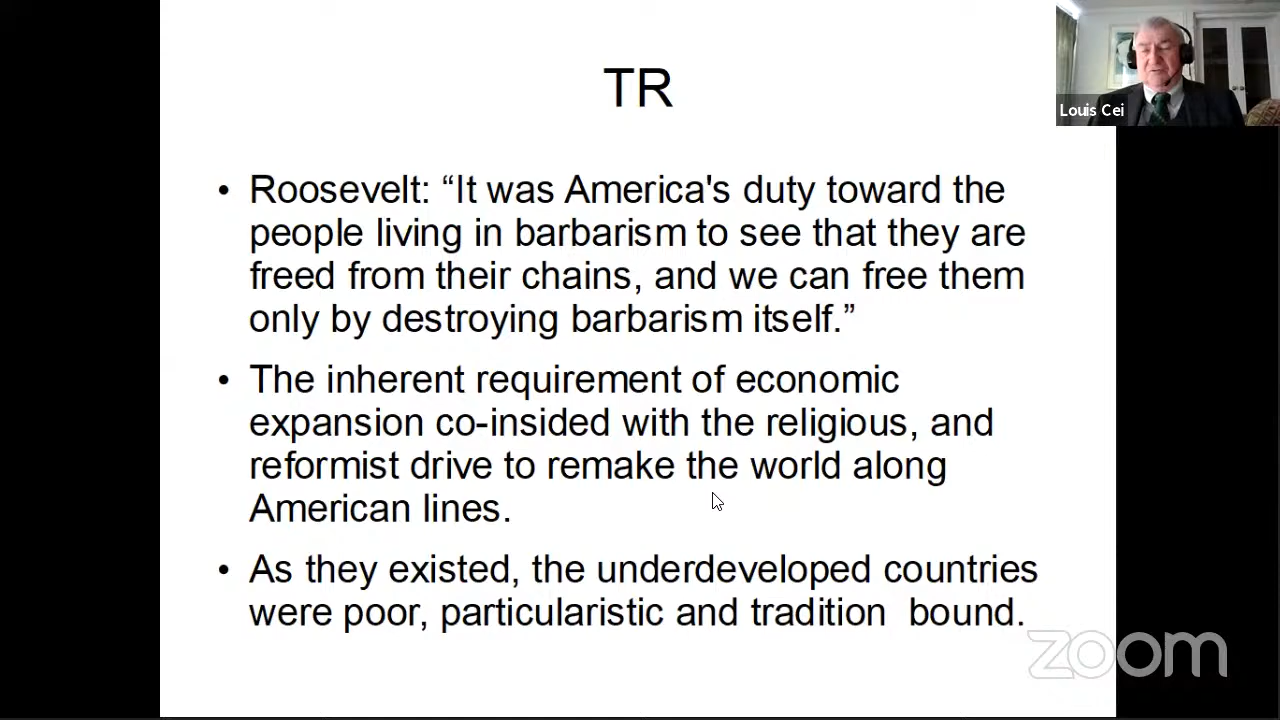 TR
Louis Cei
• Roosevelt: “It was America's duty toward the
people living in barbarism to see that they are
freed from their chains, and we can free them
only by destroying barbarism itself.”
• The inherent requirement of economic
expansion co-insided with the religious, and
reformist drive to remake the world along
American lines.
• As they existed, the underdeveloped countries
were poor, particularistic and tradition  bound.
zoom